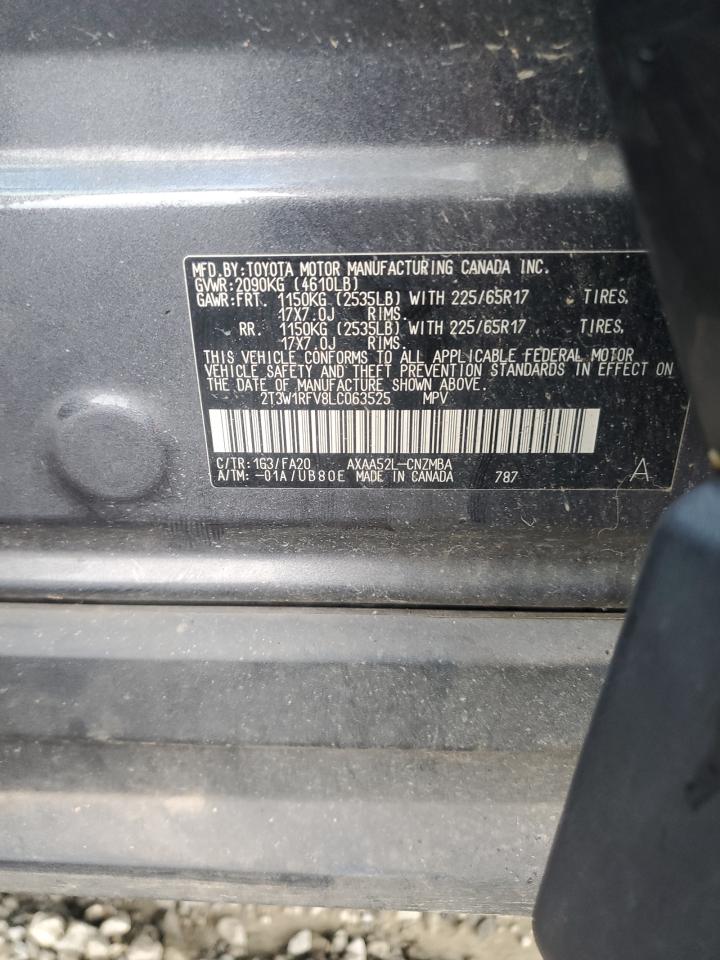 MFD.BY:TOYOTA MOTOR MANUFACTURING CANADA INC.
GVWR:2090KG (4610LB)
GAWR:FRT. 1150KG (2535LB) WITH 225/65R17 TIRES,
17X7.0J RIMS.
RR. 1150KG (2535LB) WITH 225/65R17 TIRES,
17X7.0J RIMS.
THIS VEHICLE CONFORMS TO ALL APPLICABLE FEDERAL MOTOR
VEHICLE SAFETY AND THEFT PREVENTION STANDARDS IN EFFECT ON
THE DATE OF MANUFACTURE SHOWN ABOVE.
2T3W1RFV8LC063525 MPV
C/TR:1G3/FA20 AXAA52L-CNZMBA
A/TM:-01A/UB80E MADE IN CANADA 787 A